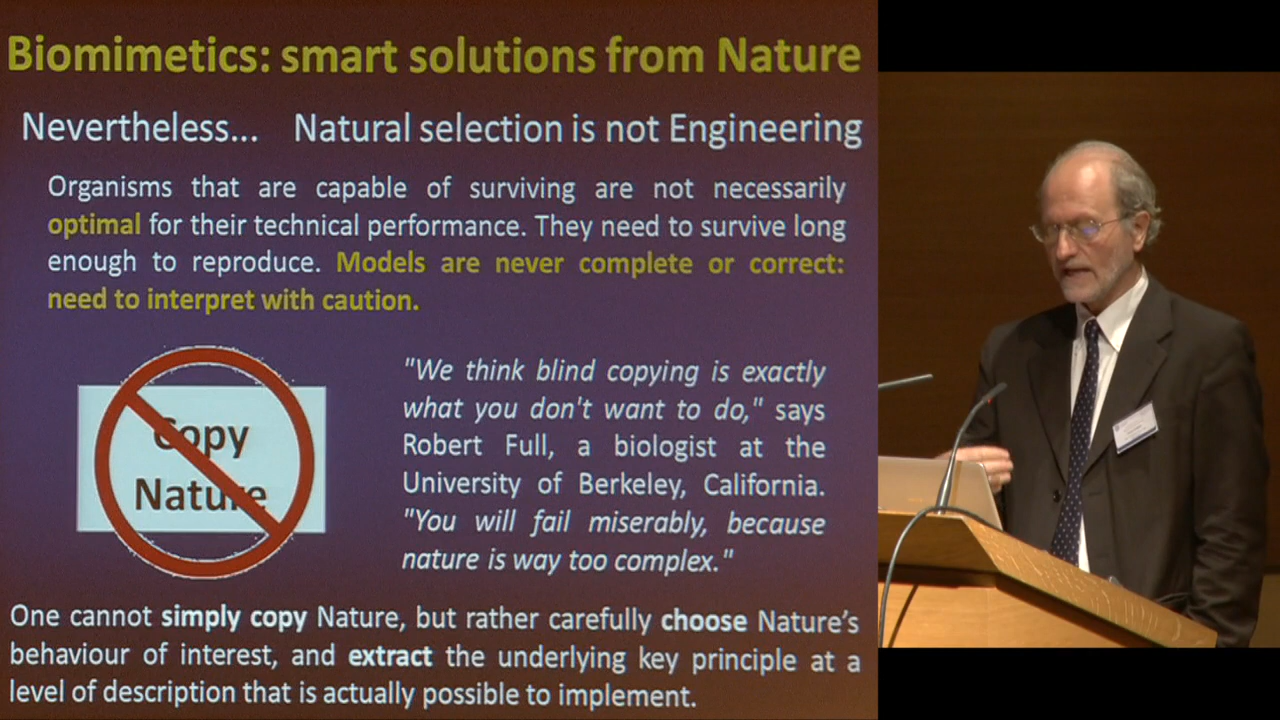 Biomimetics: smart solutions from Nature
Nevertheless... Natural selection is not Engineering
Organisms that are capable of surviving are not necessarily
optimal for their technical performance. They need to survive long
enough to reproduce. Models are never complete or correct:
need to interpret with caution.
Copy
Nature
"We think blind copying is exactly
what you don't want to do," says
Robert Full, a biologist at the
University of Berkeley, California.
"You will fail miserably, because
nature is way too complex."
One cannot simply copy Nature, but rather carefully choose Nature's
behaviour of interest, and extract the underlying key principle at a
level of description that is actually possible to implement.